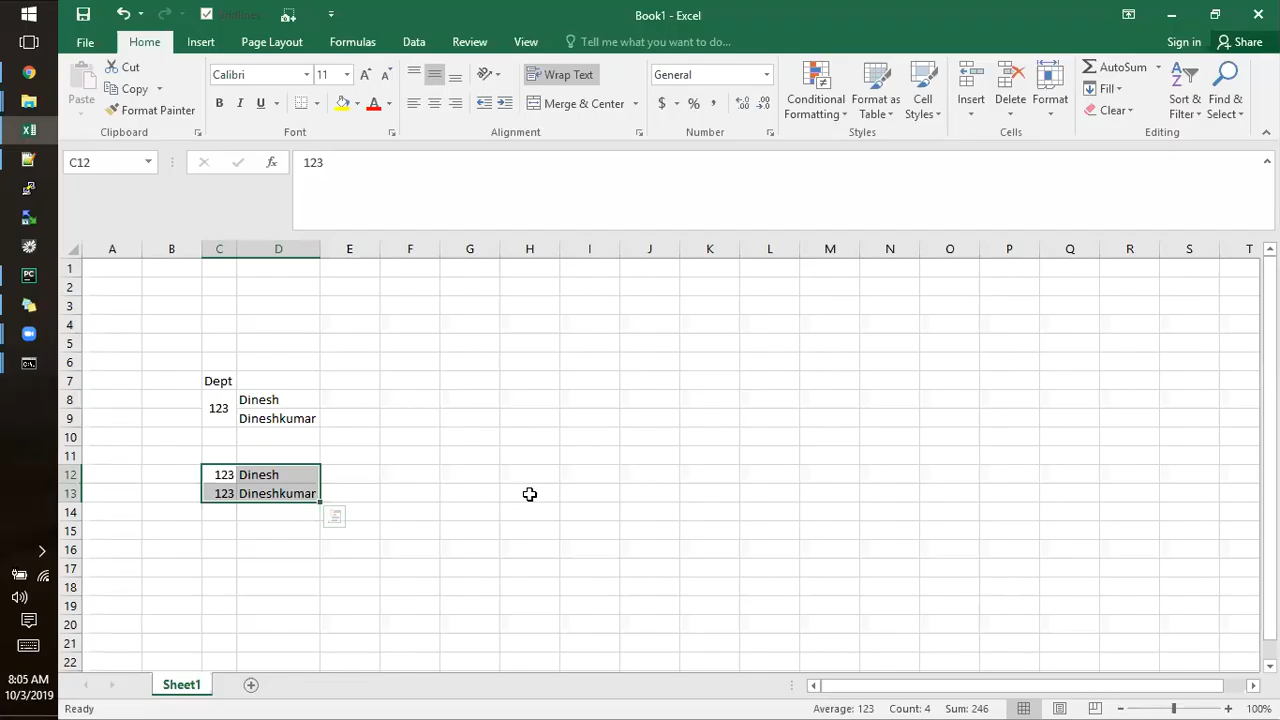 Gridlines
Book1 - Excel
File Home Insert Page Layout Formulas Data Review View Tell me what you want to do... Sign in Share
Paste
Cut
Copy
Format Painter
Clipboard
Calibri 11 A A
B I U A
Font
Wrap Text
Merge & Center
Alignment
General
$ % ,
Number
Conditional Formatting
Format as Table
Cell Styles
Styles
Insert Delete Format
Cells
AutoSum
Fill
Clear
Sort & Filter
Find & Select
Editing
C12 fx 123
A B C D E F G H I J K L M N O P Q R S T
1
2
3
4
5
6
7 Dept
8 Dinesh
123
9 Dineshkumar
10
11
12 123 Dinesh
13 123 Dineshkumar
14
15
16
17
18
19
20
21
22
8:05 AM
10/3/2019
Sheet1
Ready Average: 123 Count: 4 Sum: 246 100%